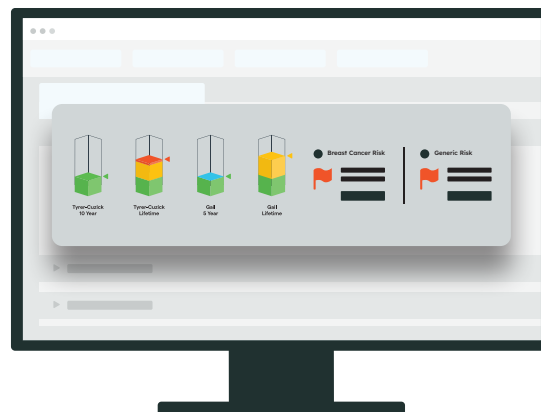 Tyrer-Cuzick
10 Year
Tyrer-Cuzick
Lifetime
Gail
5 Year
Gail
Lifetime
Breast Cancer Risk
Generic Risk